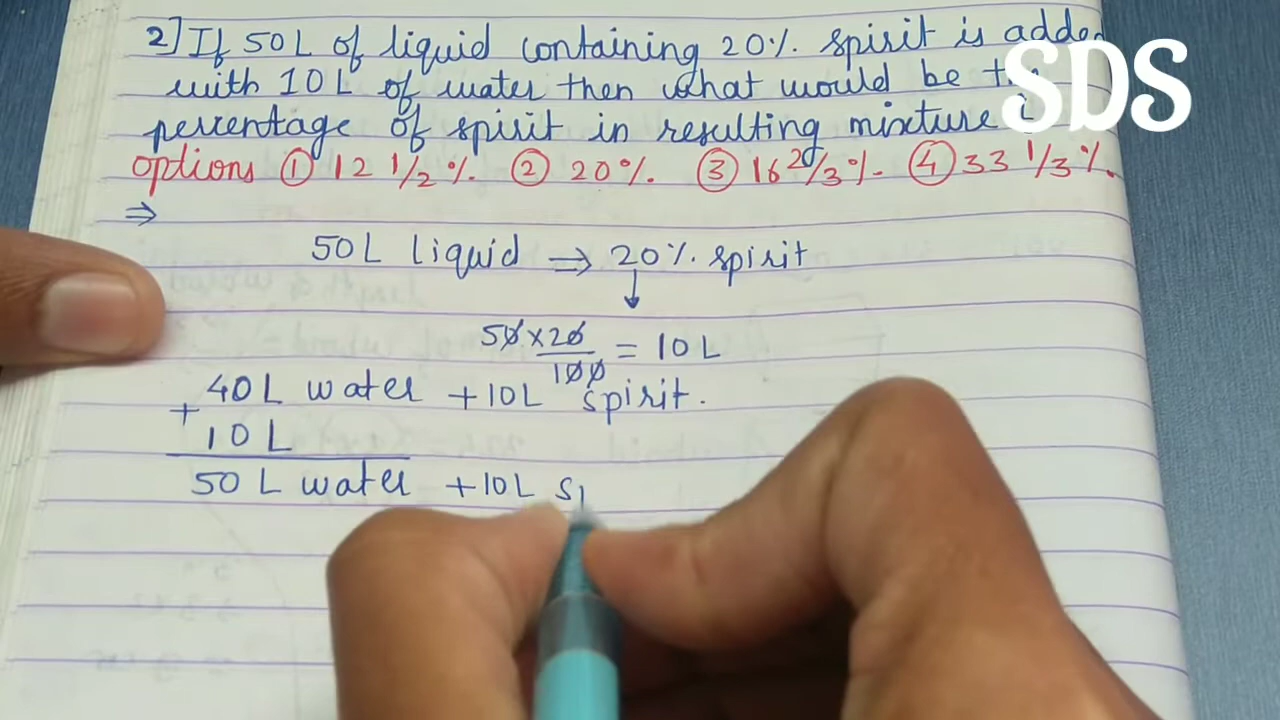 2] If 50L of liquid containing 20%. spirit is added
with 10L of water then what would be the
percentage of spirit in resulting mixture
options ① 12 1/2 %. ② 20%. ③ 16 2/3 %. ④ 33 1/3 %.
⇒
50L liquid ⇒ 20%. spirit
↓
50×20/100 = 10L
40L water + 10L spirit.
+ 10L
50L water + 10L
SDS